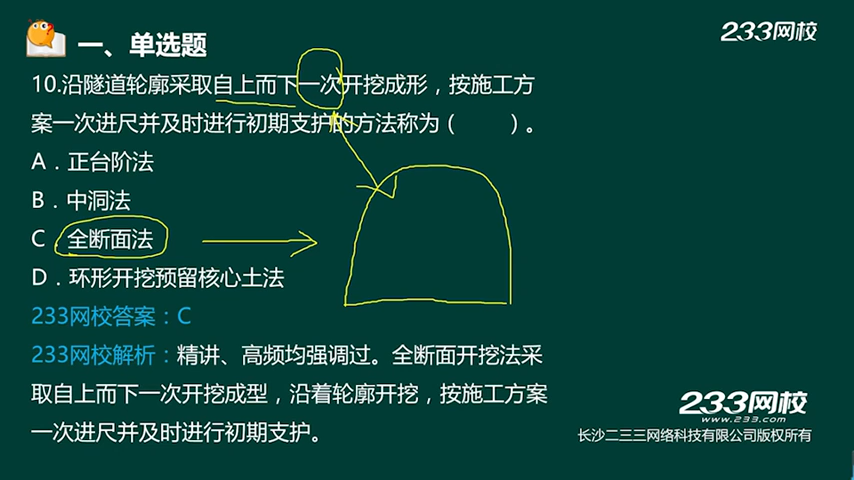 一、单选题
233网校
10.沿隧道轮廓采取自上而下一次开挖成形，按施工方
案一次进尺并及时进行初期支护的方法称为（　　）。
A．正台阶法
B．中洞法
C 全断面法
D．环形开挖预留核心土法
233网校答案：C
233网校解析：精讲、高频均强调过。全断面开挖法采
取自上而下一次开挖成型，沿着轮廓开挖，按施工方案
一次进尺并及时进行初期支护。
233网校
www.233.com
长沙二三三网络科技有限公司版权所有